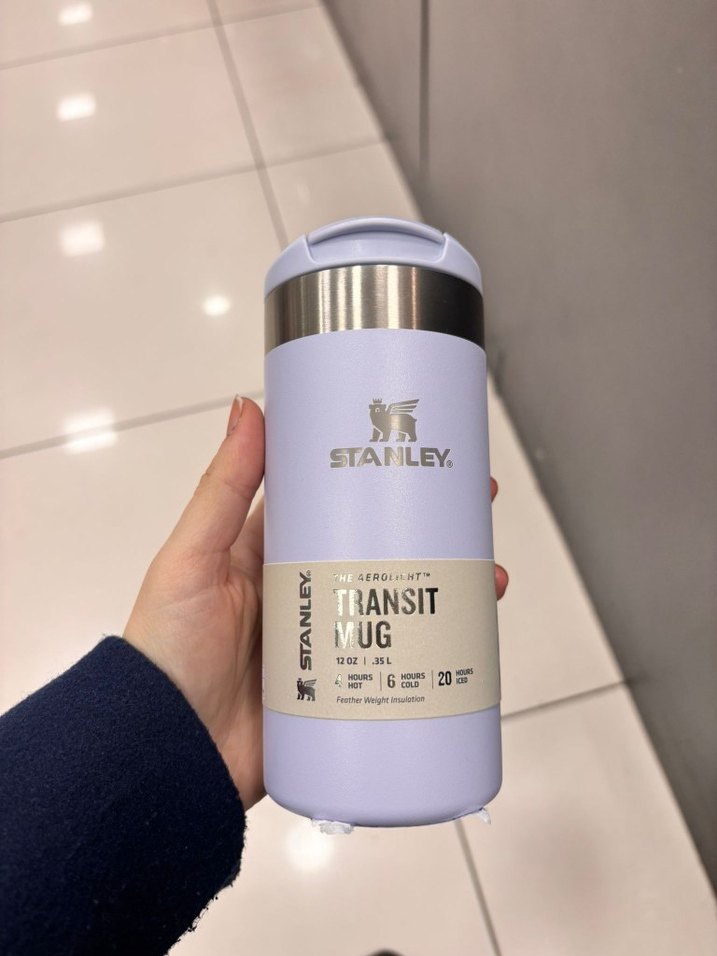 STANLEY®
THE AEROLIGHT™
TRANSIT
MUG
12 OZ | .35 L
4 HOURS HOT | 6 HOURS COLD | 20 HOURS ICED
Feather Weight Insulation
STANLEY®